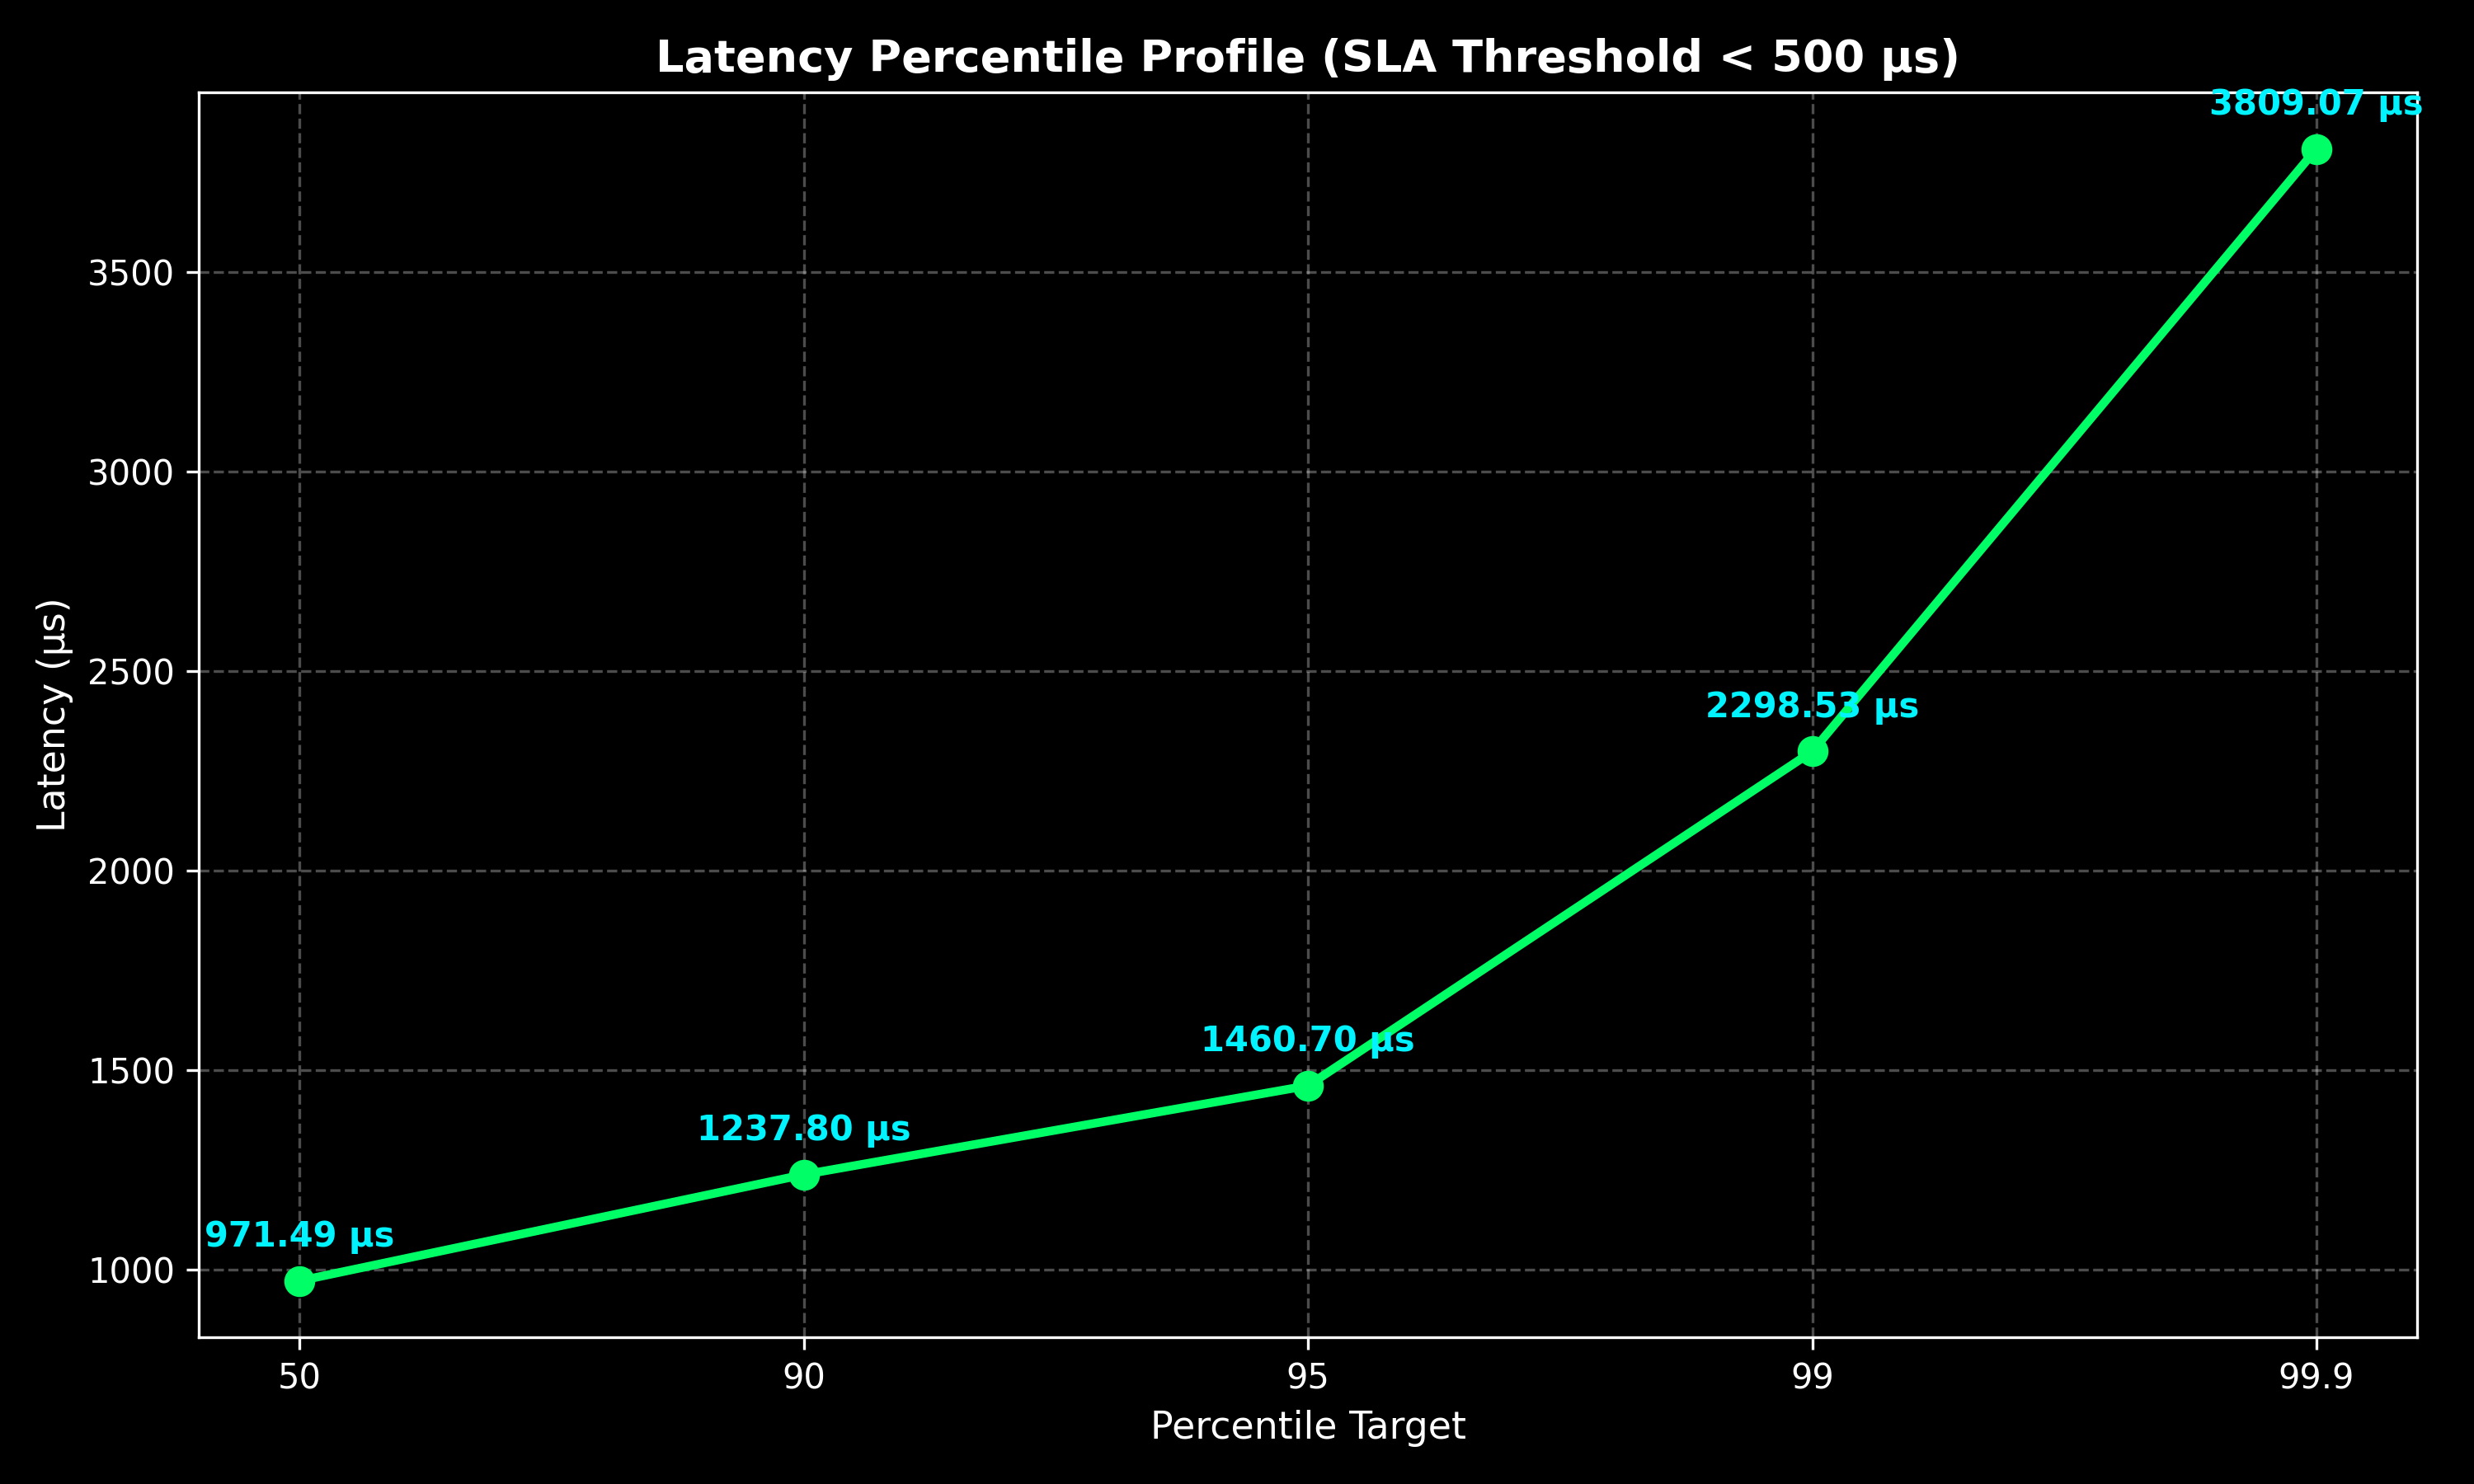 Latency Percentile Profile (SLA Threshold < 500 µs)
3809.07 µs
3500
3000
2500
2298.53 µs
2000
1500
1460.70 µs
1237.80 µs
1000
971.49 µs
Latency (µs)
50
90
95
99
99.9
Percentile Target